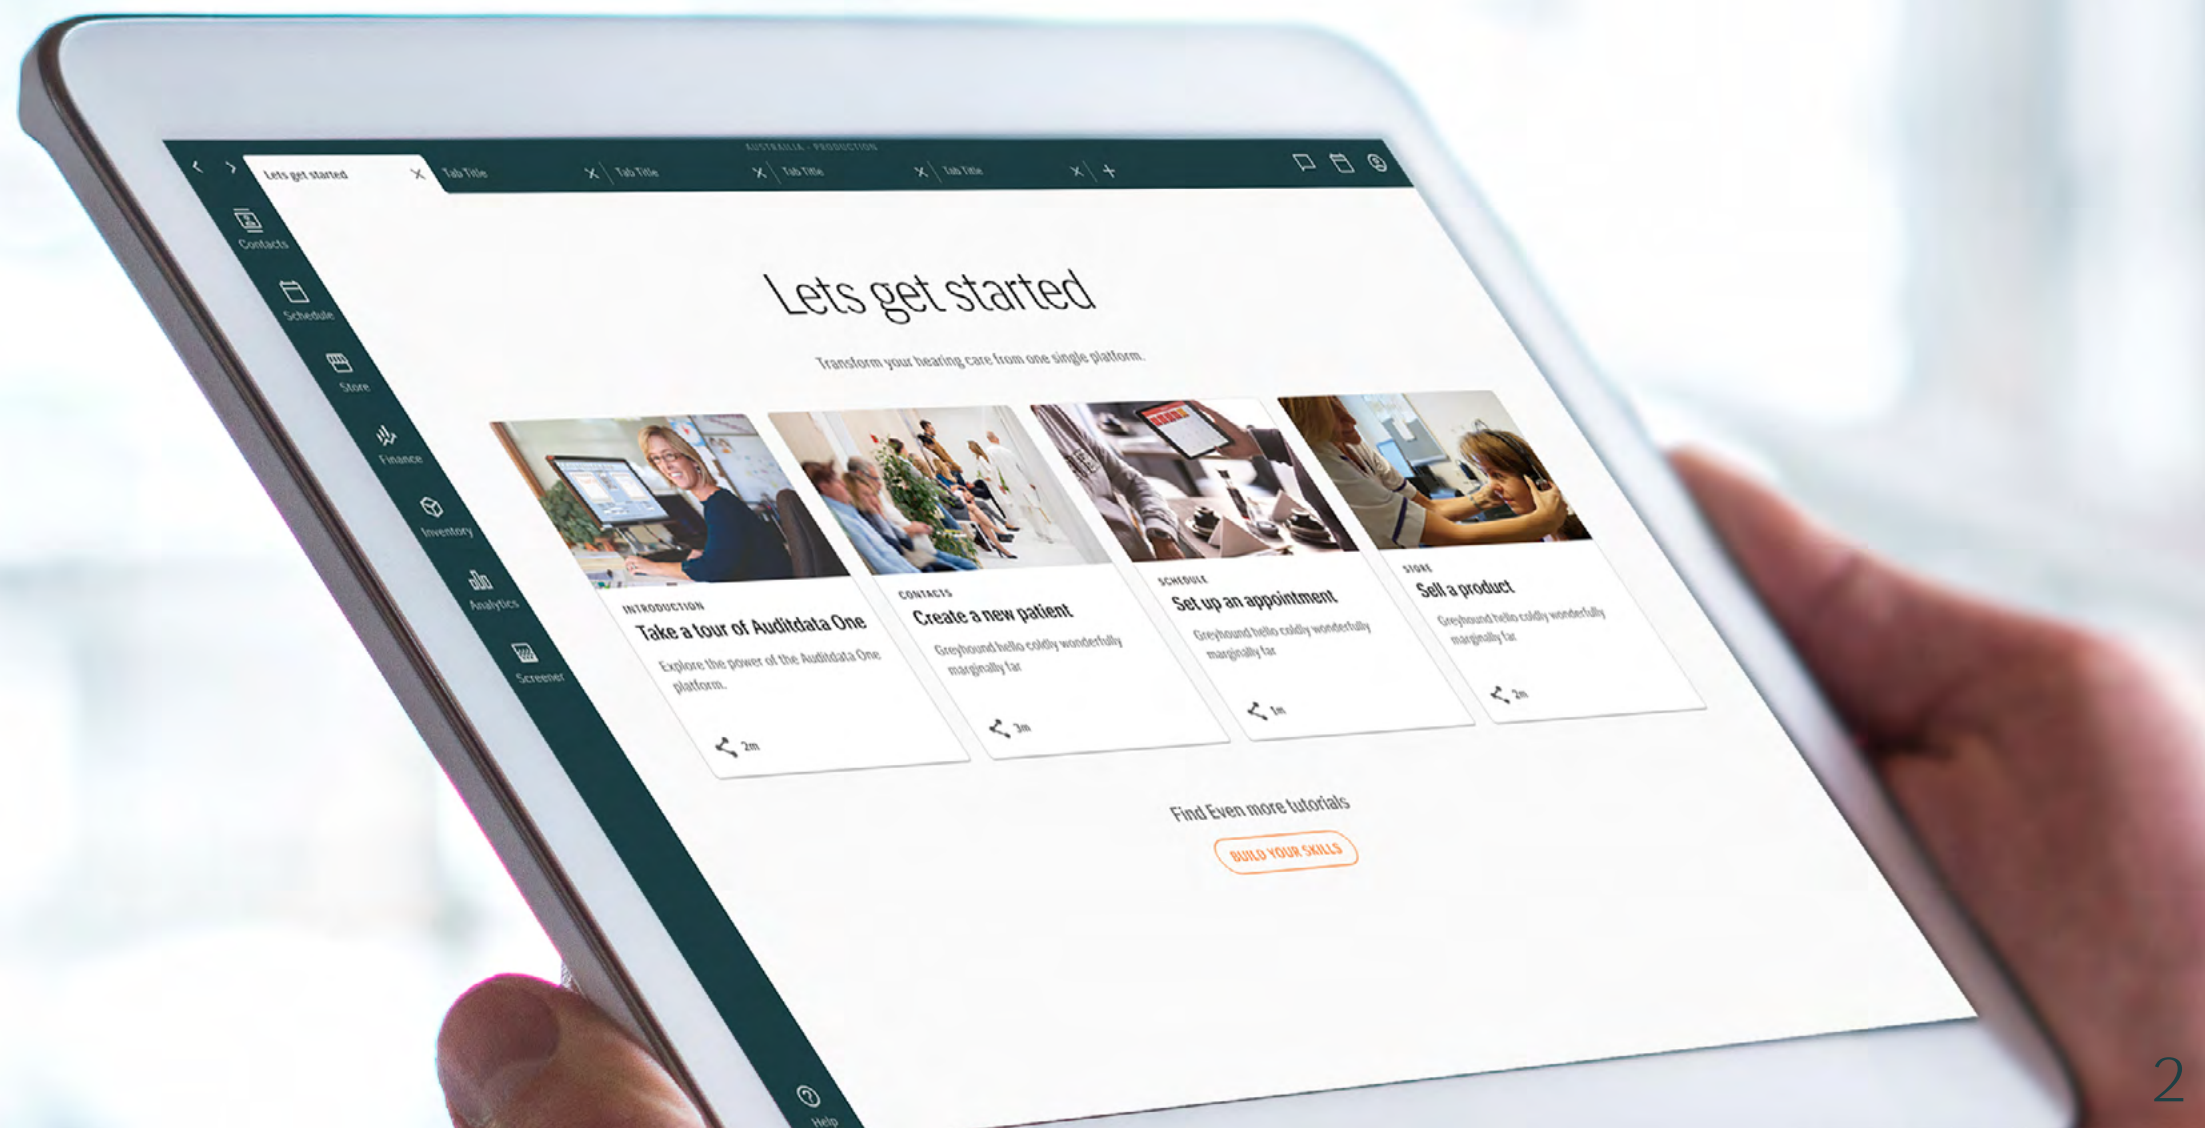 AUSTRAILIA - PRODUCTION
Lets get started
Tab Title
Tab Title
Tab Title
Tab Title
Contacts
Schedule
Store
Finance
Inventory
Analytics
Screener
Help
Lets get started
Transform your hearing care from one single platform.
INTRODUCTION
Take a tour of Auditdata One
Explore the power of the Auditdata One
platform.
2m
CONTACTS
Create a new patient
Greyhound hello coldly wonderfully
marginally far
3m
SCHEDULE
Set up an appointment
Greyhound hello coldly wonderfully
marginally far
1m
STORE
Sell a product
Greyhound hello coldly wonderfully
marginally far
2m
Find Even more tutorials
BUILD YOUR SKILLS
2